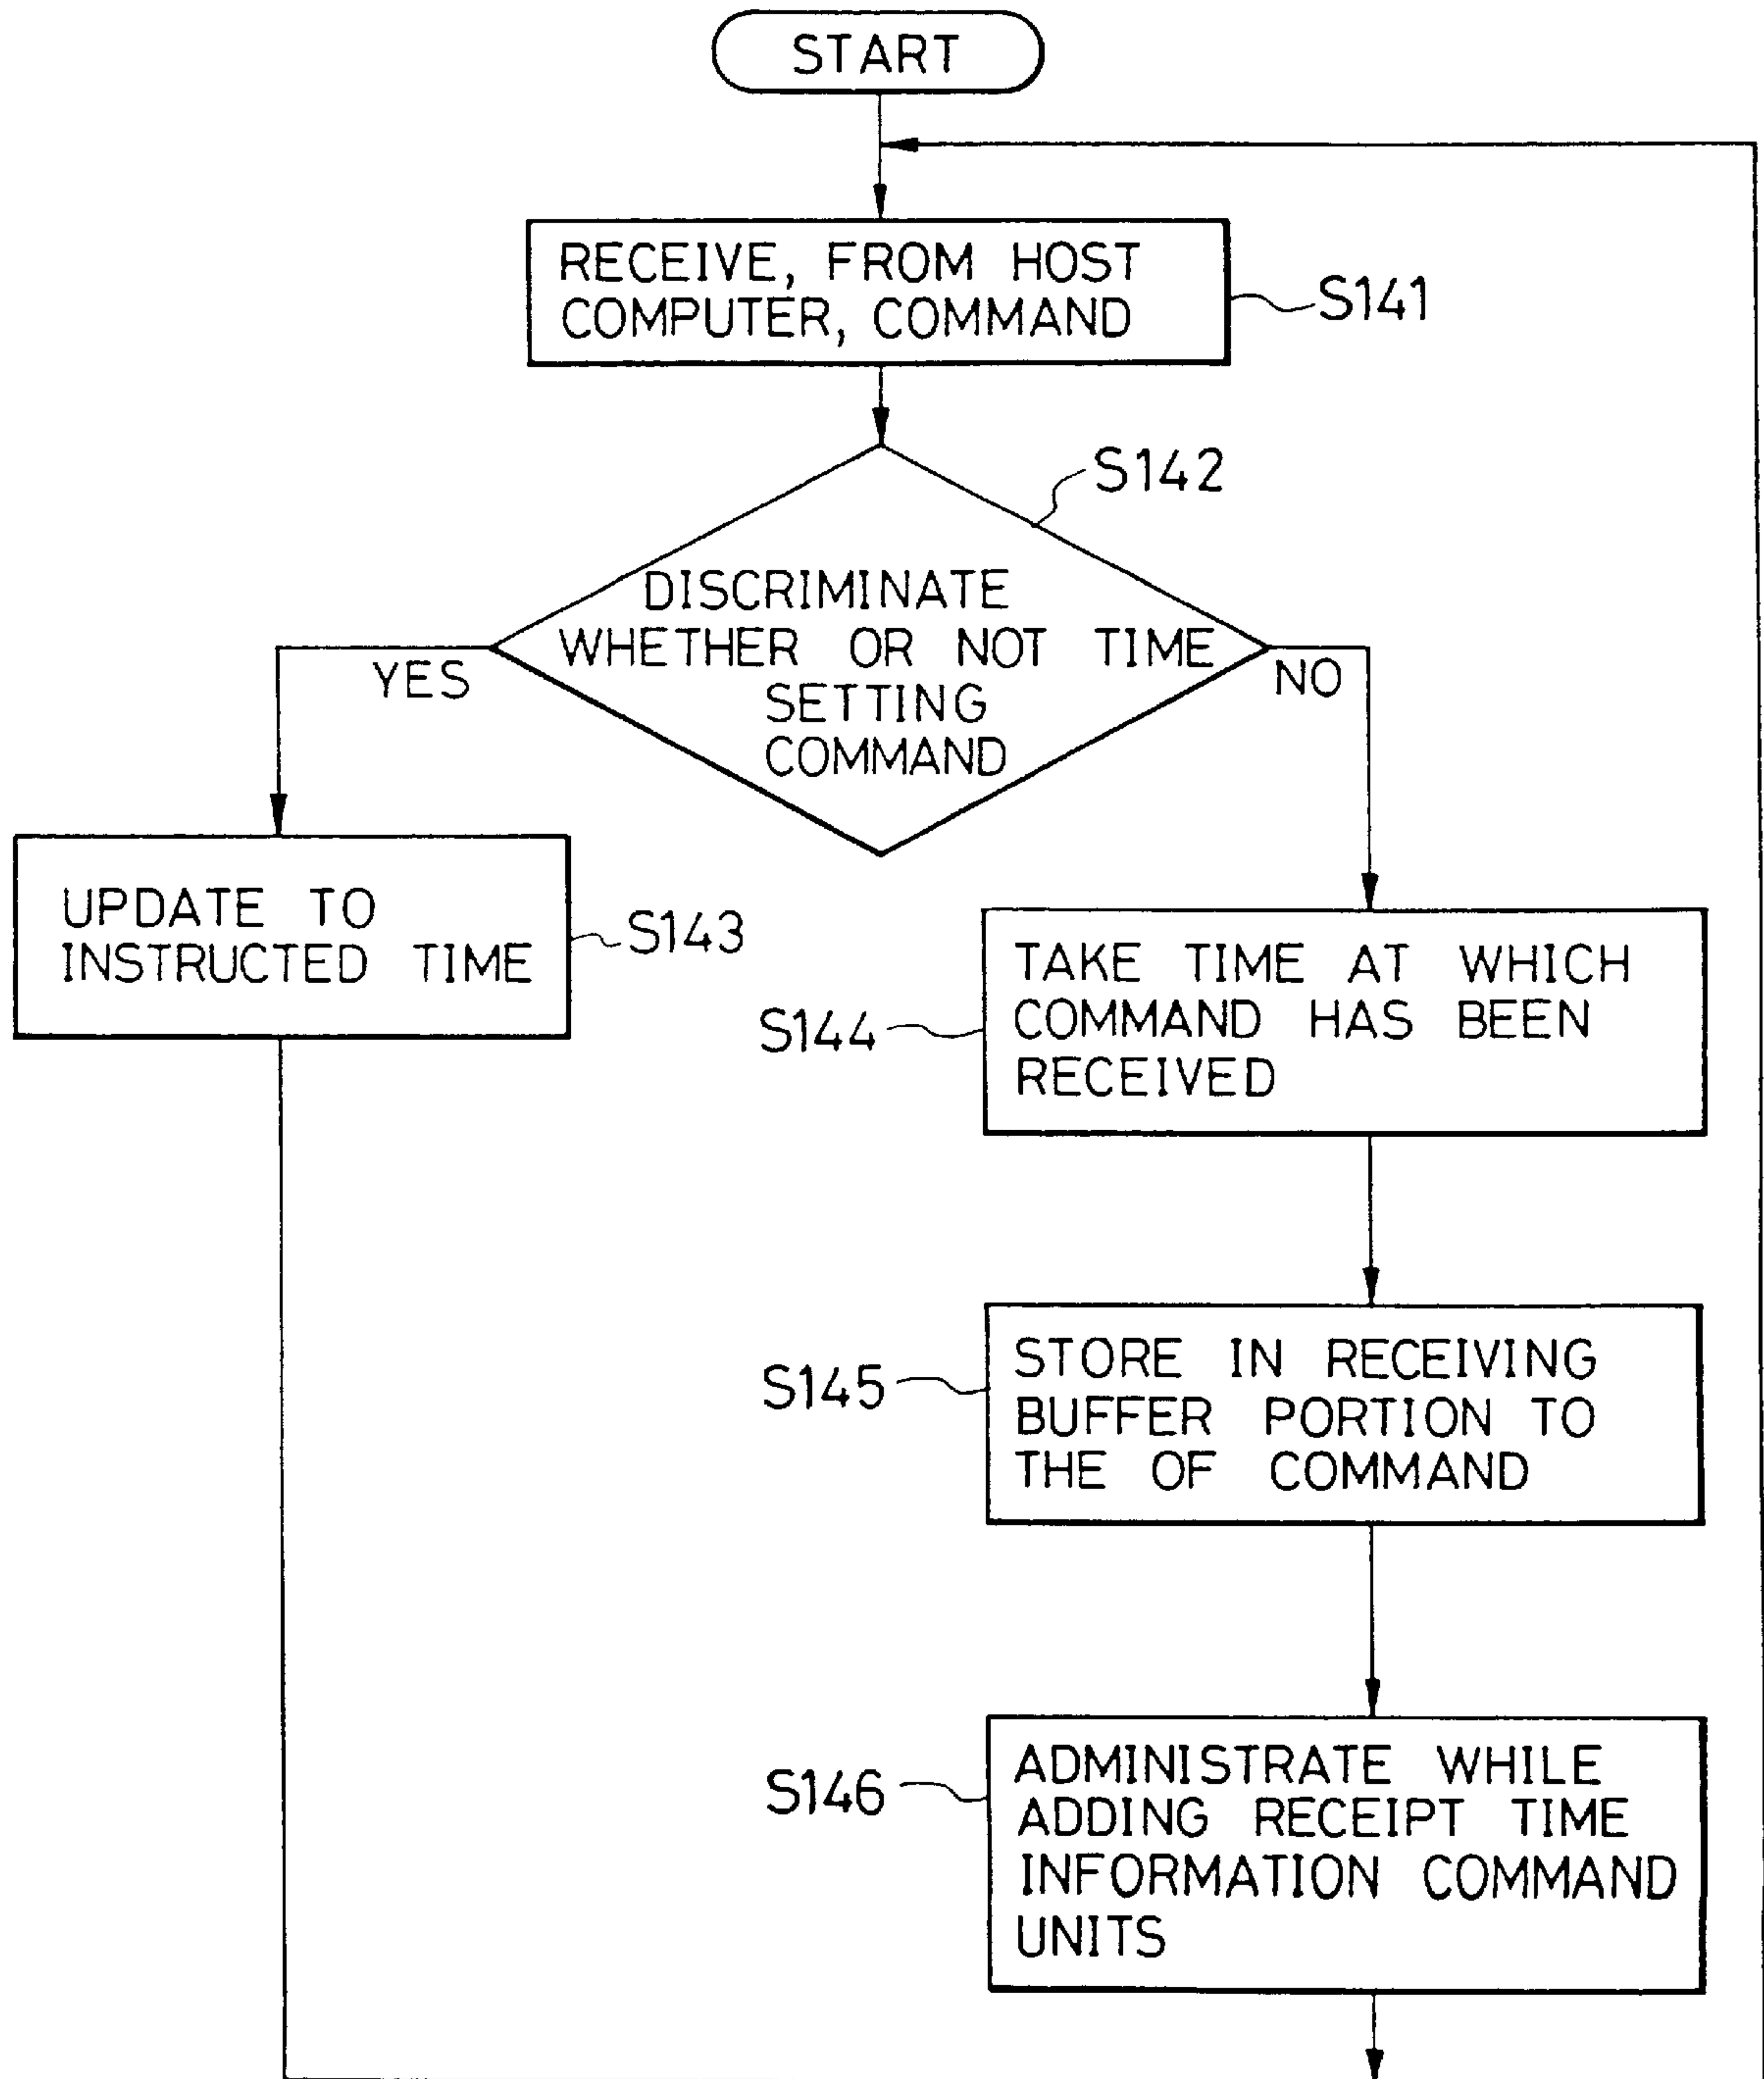 START
RECEIVE, FROM HOST
COMPUTER, COMMAND
S141
S142
DISCRIMINATE
WHETHER OR NOT TIME
SETTING
COMMAND
YES
NO
UPDATE TO
INSTRUCTED TIME
S143
TAKE TIME AT WHICH
COMMAND HAS BEEN
RECEIVED
S144
STORE IN RECEIVING
BUFFER PORTION TO
THE OF COMMAND
S145
ADMINISTRATE WHILE
ADDING RECEIPT TIME
INFORMATION COMMAND
UNITS
S146